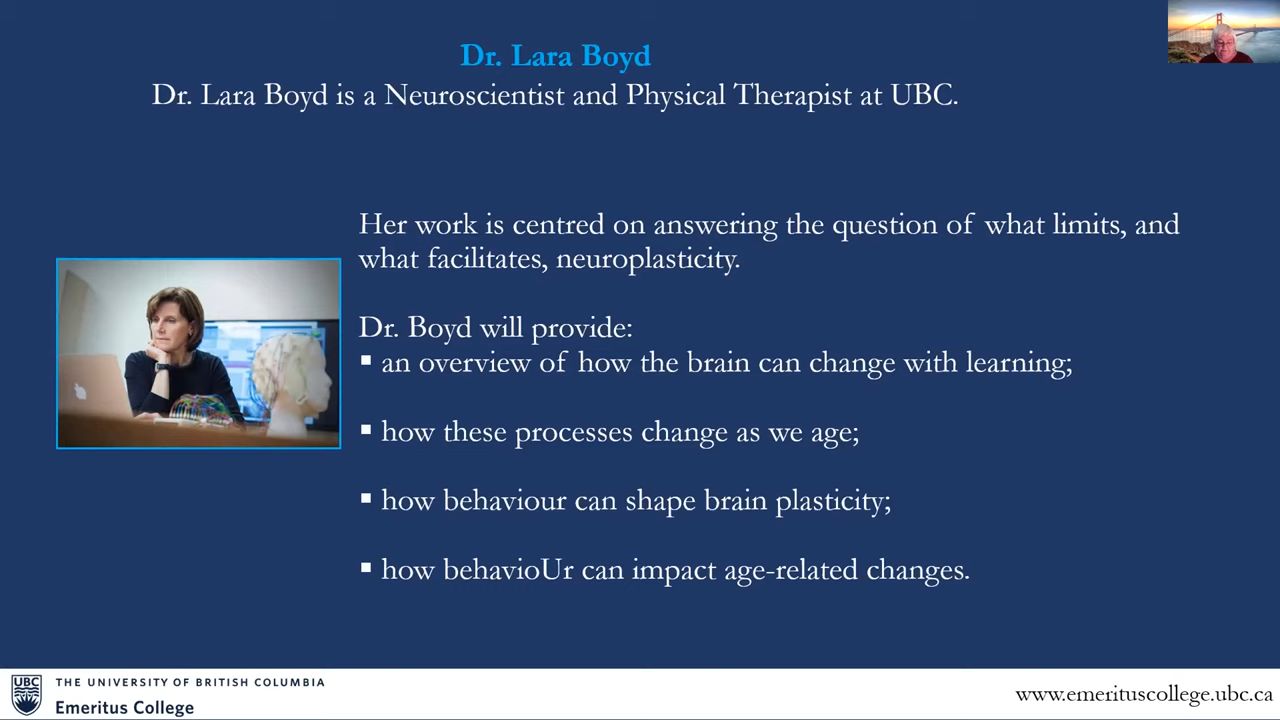 Dr. Lara Boyd
Dr. Lara Boyd is a Neuroscientist and Physical Therapist at UBC.
Her work is centred on answering the question of what limits, and
what facilitates, neuroplasticity.
Dr. Boyd will provide:
▪ an overview of how the brain can change with learning;
▪ how these processes change as we age;
▪ how behaviour can shape brain plasticity;
▪ how behavioUr can impact age-related changes.
UBC
THE UNIVERSITY OF BRITISH COLUMBIA
Emeritus College
www.emerituscollege.ubc.ca